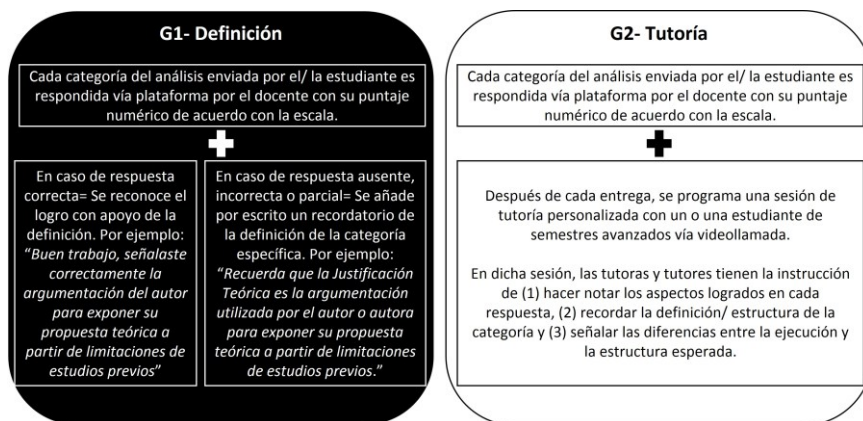 G1- Definición
Cada categoría del análisis enviada por el/ la estudiante es
respondida vía plataforma por el docente con su puntaje
numérico de acuerdo con la escala.
En caso de respuesta
correcta= Se reconoce el
logro con apoyo de la
definición. Por ejemplo:
“Buen trabajo, señalaste
correctamente la
argumentación del autor
para exponer su
propuesta teórica a
partir de limitaciones de
estudios previos”
En caso de respuesta ausente,
incorrecta o parcial= Se añade
por escrito un recordatorio de
la definición de la categoría
específica. Por ejemplo:
“Recuerda que la Justificación
Teórica es la argumentación
utilizada por el autor o autora
para exponer su propuesta
teórica a partir de limitaciones
de estudios previos.”
G2- Tutoría
Cada categoría del análisis enviada por el/ la estudiante es
respondida vía plataforma por el docente con su puntaje
numérico de acuerdo con la escala.
Después de cada entrega, se programa una sesión de
tutoría personalizada con un o una estudiante de
semestres avanzados vía videollamada.
En dicha sesión, las tutoras y tutores tienen la instrucción
de (1) hacer notar los aspectos logrados en cada
respuesta, (2) recordar la definición/ estructura de la
categoría y (3) señalar las diferencias entre la ejecución y
la estructura esperada.